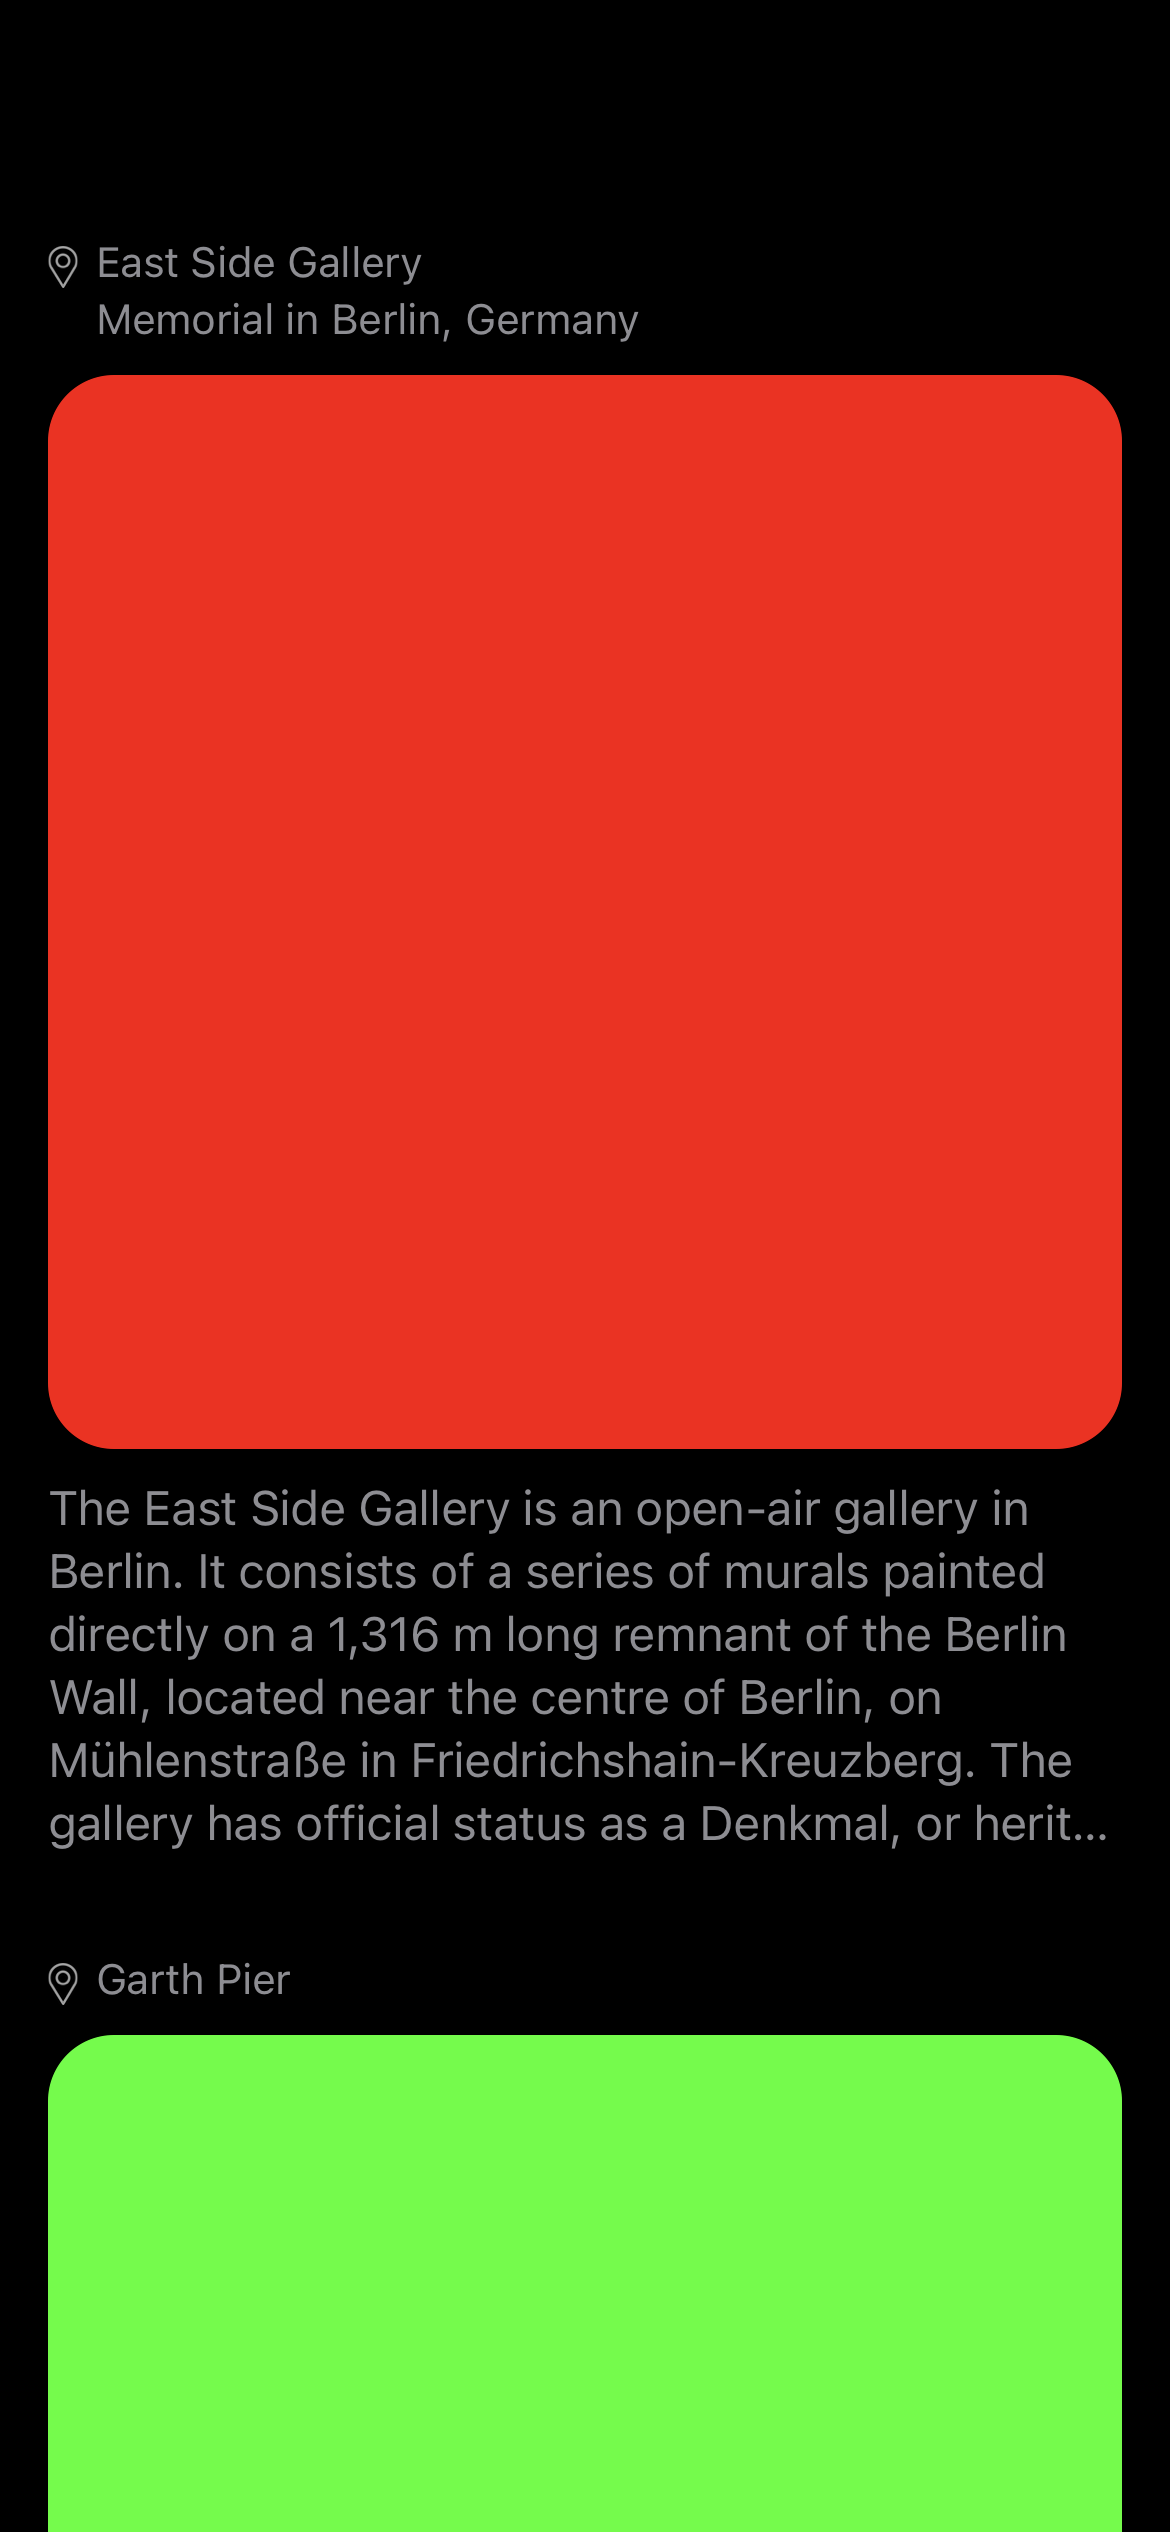 East Side Gallery
Memorial in Berlin, Germany
The East Side Gallery is an open-air gallery in
Berlin. It consists of a series of murals painted
directly on a 1,316 m long remnant of the Berlin
Wall, located near the centre of Berlin, on
Mühlenstraße in Friedrichshain-Kreuzberg. The
gallery has official status as a Denkmal, or herit...
Garth Pier